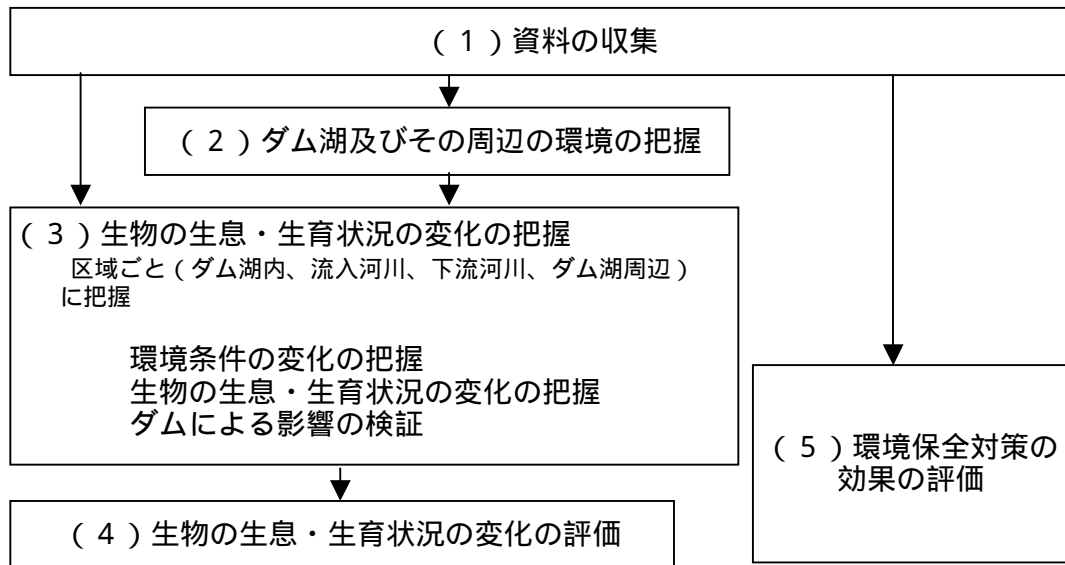 （１）資料の収集
（２）ダム湖及びその周辺の環境の把握
（３）生物の生息・生育状況の変化の把握
区域ごと（ダム湖内、流入河川、下流河川、ダム湖周辺）
に把握
環境条件の変化の把握
生物の生息・生育状況の変化の把握
ダムによる影響の検証
（４）生物の生息・生育状況の変化の評価
（５）環境保全対策の
効果の評価